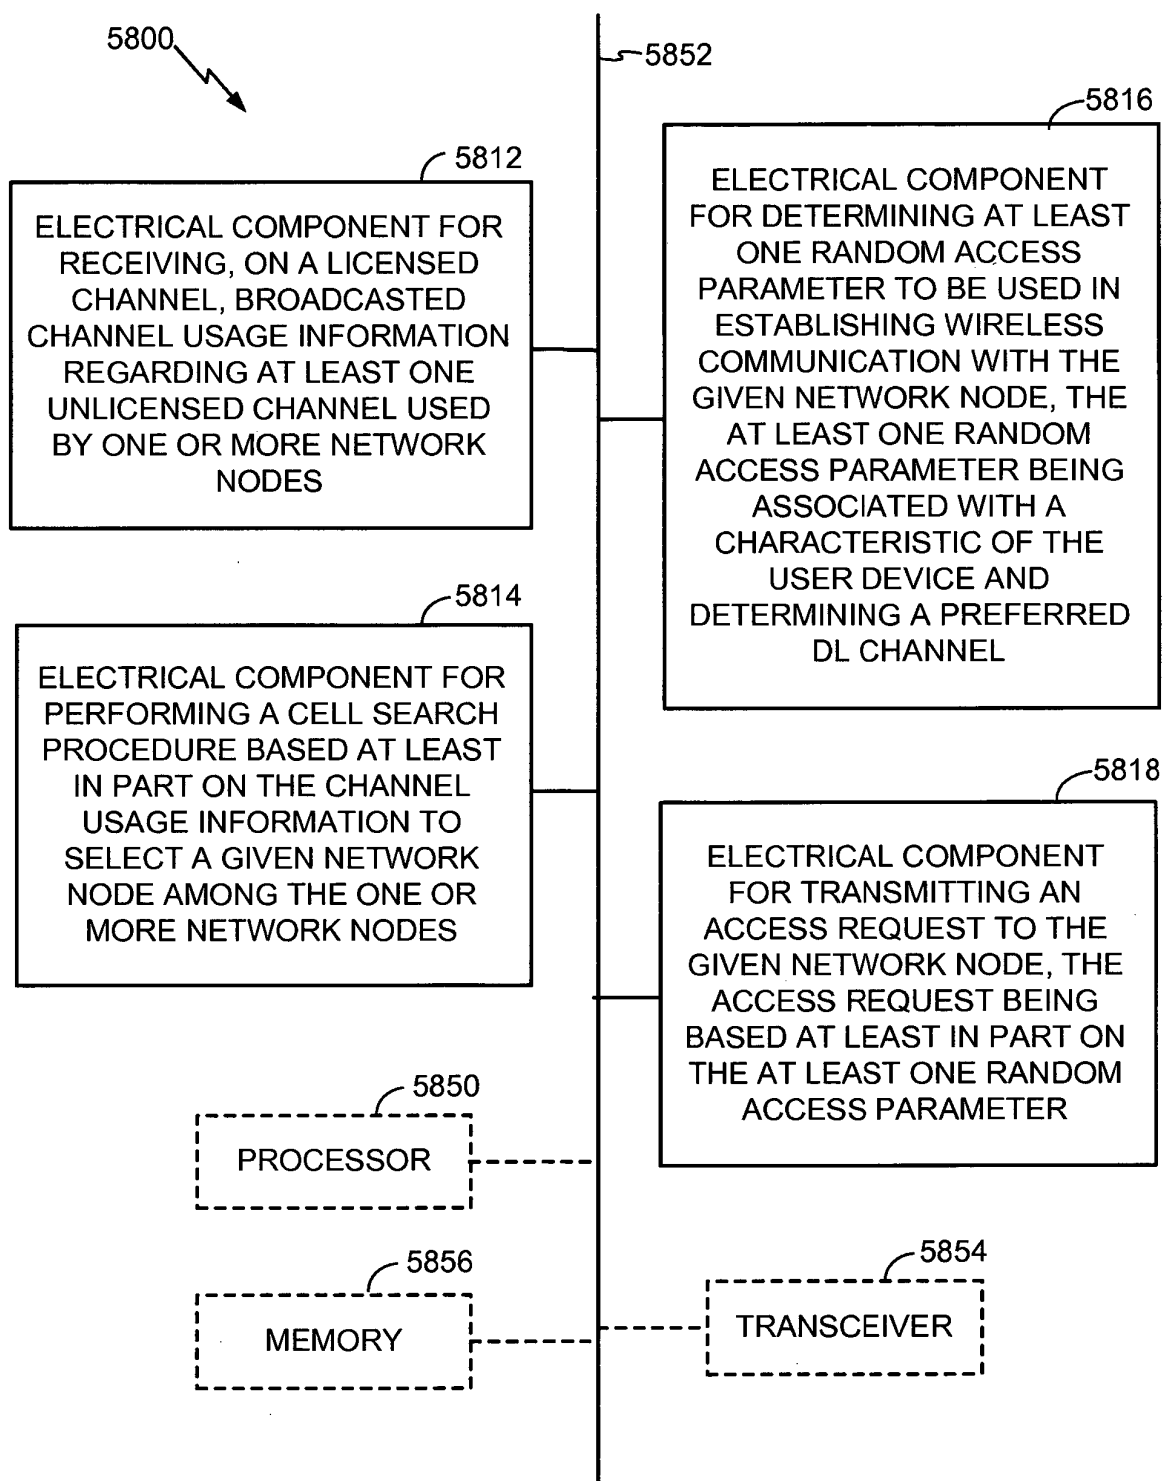 5800
5852
5812
ELECTRICAL COMPONENT FOR
RECEIVING, ON A LICENSED
CHANNEL, BROADCASTED
CHANNEL USAGE INFORMATION
REGARDING AT LEAST ONE
UNLICENSED CHANNEL USED
BY ONE OR MORE NETWORK
NODES
5816
ELECTRICAL COMPONENT
FOR DETERMINING AT LEAST
ONE RANDOM ACCESS
PARAMETER TO BE USED IN
ESTABLISHING WIRELESS
COMMUNICATION WITH THE
GIVEN NETWORK NODE, THE
AT LEAST ONE RANDOM
ACCESS PARAMETER BEING
ASSOCIATED WITH A
CHARACTERISTIC OF THE
USER DEVICE AND
DETERMINING A PREFERRED
DL CHANNEL
5814
ELECTRICAL COMPONENT FOR
PERFORMING A CELL SEARCH
PROCEDURE BASED AT LEAST
IN PART ON THE CHANNEL
USAGE INFORMATION TO
SELECT A GIVEN NETWORK
NODE AMONG THE ONE OR
MORE NETWORK NODES
5818
ELECTRICAL COMPONENT
FOR TRANSMITTING AN
ACCESS REQUEST TO THE
GIVEN NETWORK NODE, THE
ACCESS REQUEST BEING
BASED AT LEAST IN PART ON
THE AT LEAST ONE RANDOM
ACCESS PARAMETER
5850
PROCESSOR
5856
MEMORY
5854
TRANSCEIVER